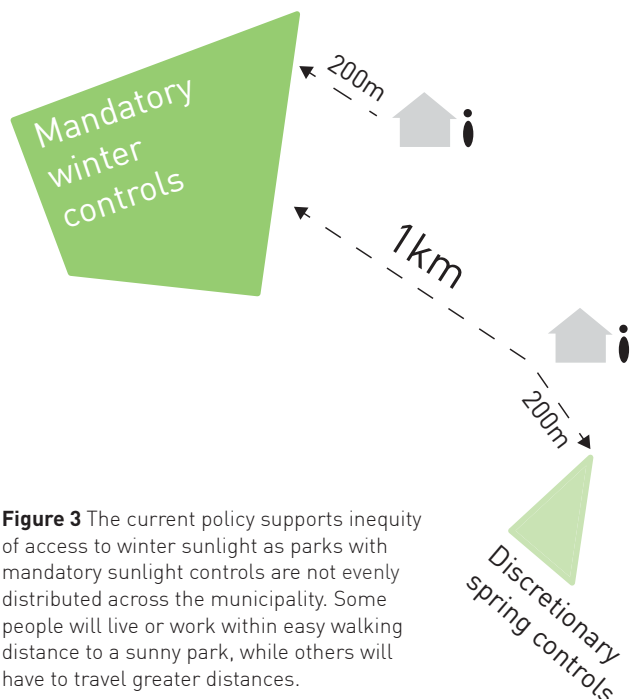 Mandatory
winter
controls
200m
1km
200m
Discretionary
spring controls
Figure 3 The current policy supports inequity
of access to winter sunlight as parks with
mandatory sunlight controls are not evenly
distributed across the municipality. Some
people will live or work within easy walking
distance to a sunny park, while others will
have to travel greater distances.